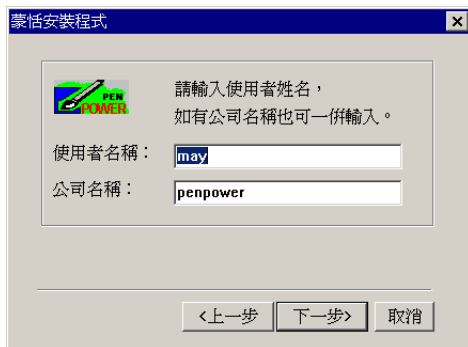 蒙恬安裝程式
PEN
POWER
請輸入使用者姓名，
如有公司名稱也可一併輸入。
使用者名稱：
may
公司名稱：
penpower
<上一步
下一步>
取消